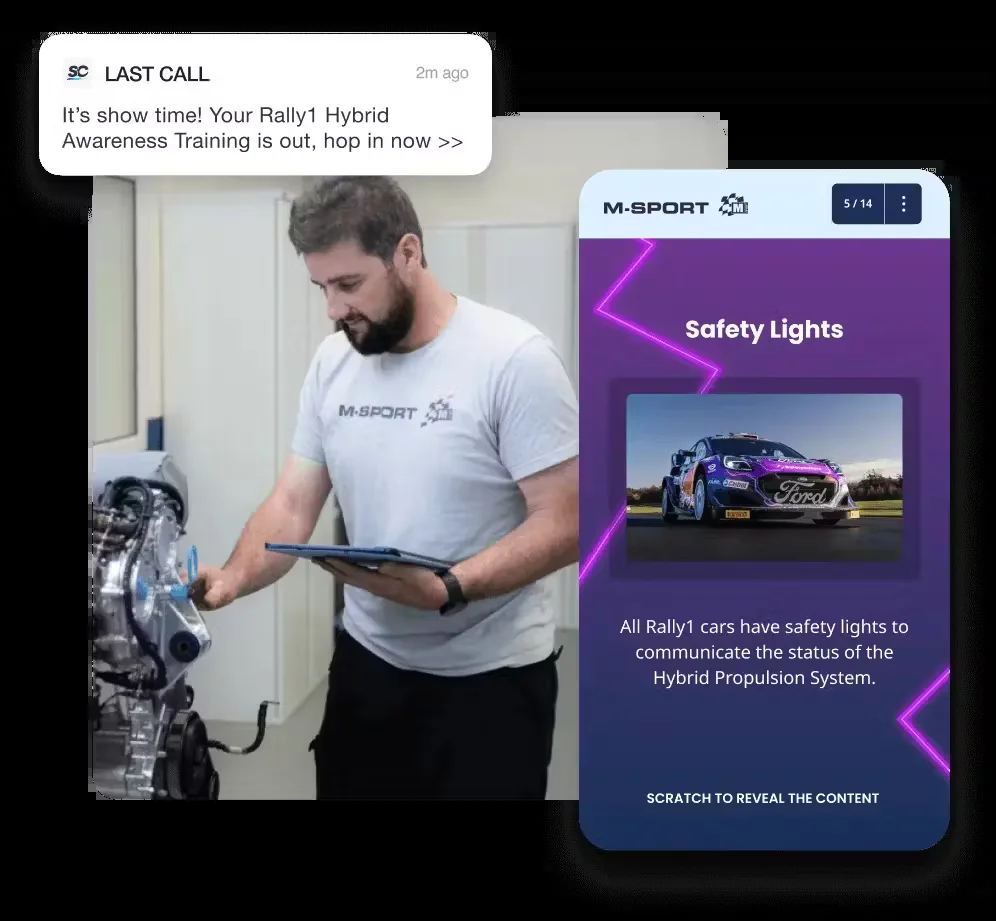 SC LAST CALL 2m ago
It's show time! Your Rally1 Hybrid
Awareness Training is out, hop in now >>
M-SPORT M
M-SPORT M
5 / 14
Safety Lights
Ford
All Rally1 cars have safety lights to
communicate the status of the
Hybrid Propulsion System.
SCRATCH TO REVEAL THE CONTENT